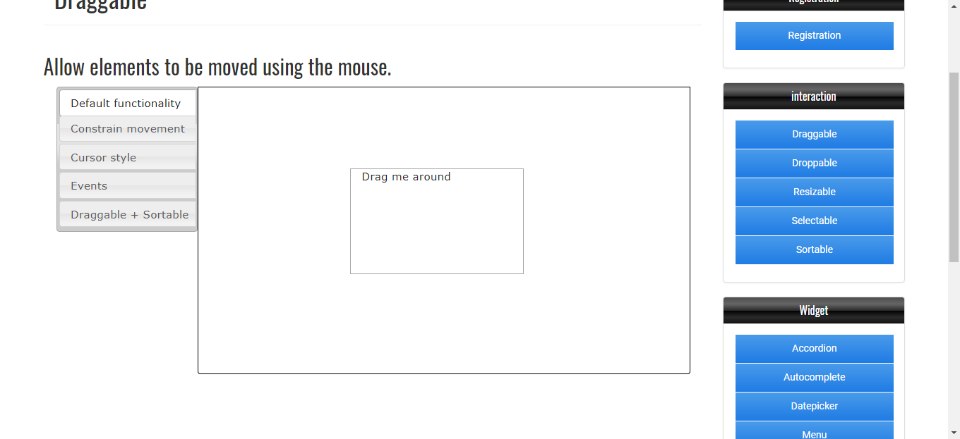 Draggable
Allow elements to be moved using the mouse.
Default functionality
Constrain movement
Cursor style
Events
Draggable + Sortable
Drag me around
Registration
Registration
interaction
Draggable
Droppable
Resizable
Selectable
Sortable
Widget
Accordion
Autocomplete
Datepicker
Menu